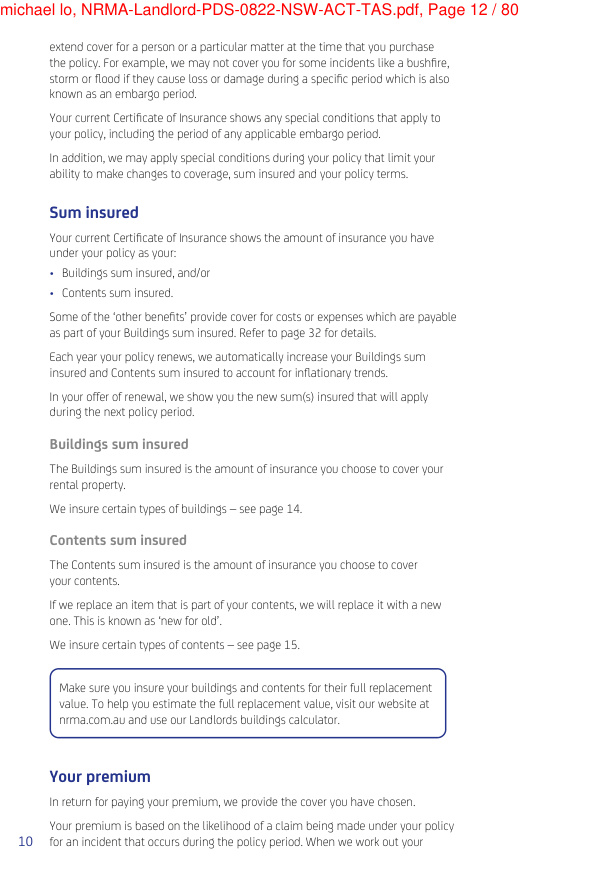 michael lo, NRMA-Landlord-PDS-0822-NSW-ACT-TAS.pdf, Page 12 / 80
extend cover for a person or a particular matter at the time that you purchase
the policy. For example, we may not cover you for some incidents like a bushfire,
storm or flood if they cause loss or damage during a specific period which is also
known as an embargo period.
Your current Certificate of Insurance shows any special conditions that apply to
your policy, including the period of any applicable embargo period.
In addition, we may apply special conditions during your policy that limit your
ability to make changes to coverage, sum insured and your policy terms.
Sum insured
Your current Certificate of Insurance shows the amount of insurance you have
under your policy as your:
• Buildings sum insured, and/or
• Contents sum insured.
Some of the ‘other benefits’ provide cover for costs or expenses which are payable
as part of your Buildings sum insured. Refer to page 32 for details.
Each year your policy renews, we automatically increase your Buildings sum
insured and Contents sum insured to account for inflationary trends.
In your offer of renewal, we show you the new sum(s) insured that will apply
during the next policy period.
Buildings sum insured
The Buildings sum insured is the amount of insurance you choose to cover your
rental property.
We insure certain types of buildings – see page 14.
Contents sum insured
The Contents sum insured is the amount of insurance you choose to cover
your contents.
If we replace an item that is part of your contents, we will replace it with a new
one. This is known as ‘new for old’.
We insure certain types of contents – see page 15.
Make sure you insure your buildings and contents for their full replacement
value. To help you estimate the full replacement value, visit our website at
nrma.com.au and use our Landlords buildings calculator.
Your premium
In return for paying your premium, we provide the cover you have chosen.
Your premium is based on the likelihood of a claim being made under your policy
10 for an incident that occurs during the policy period. When we work out your